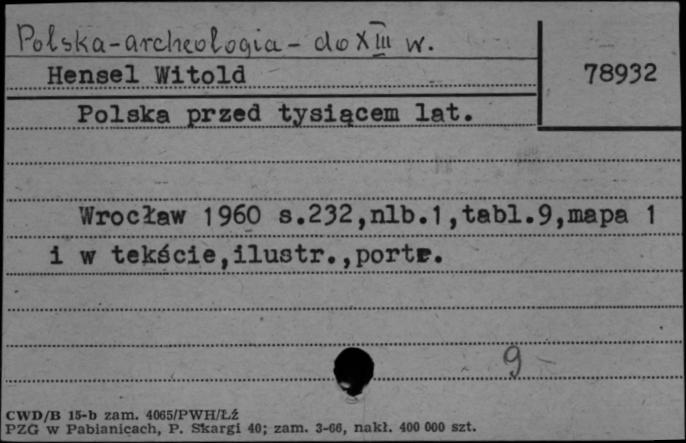 Polska-archeologia - do XIII w.
Hensel Witold
78932
Polska przed tysiącem lat.
Wrocław 1960 s.232,nlb.1,tabl.9,mapa 1
i w tekście,ilustr.,portr.
9 -
CWD/B 15-b zam. 4065/PWH/ŁŹ
PZG w Pabianicach, P. Skargi 40; zam. 3-66, nakł. 400 000 szt.